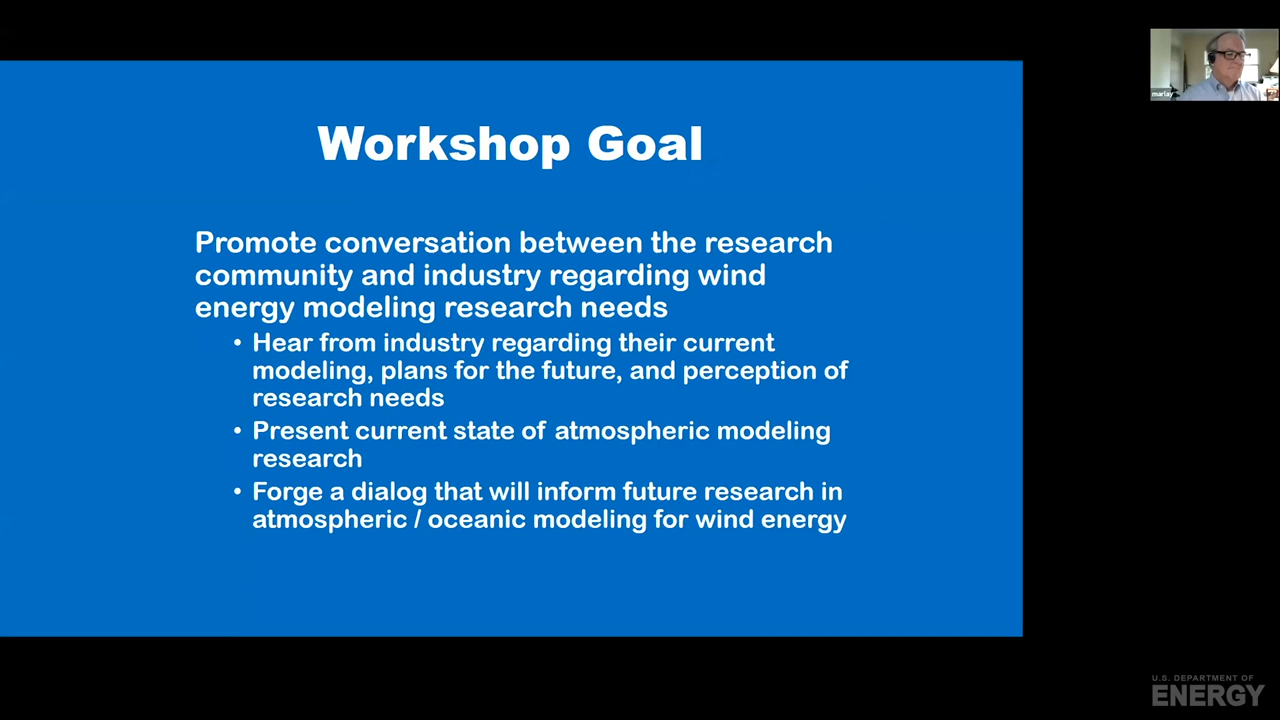 Workshop Goal
Promote conversation between the research
community and industry regarding wind
energy modeling research needs
• Hear from industry regarding their current
modeling, plans for the future, and perception of
research needs
• Present current state of atmospheric modeling
research
• Forge a dialog that will inform future research in
atmospheric / oceanic modeling for wind energy
U.S. DEPARTMENT OF
ENERGY